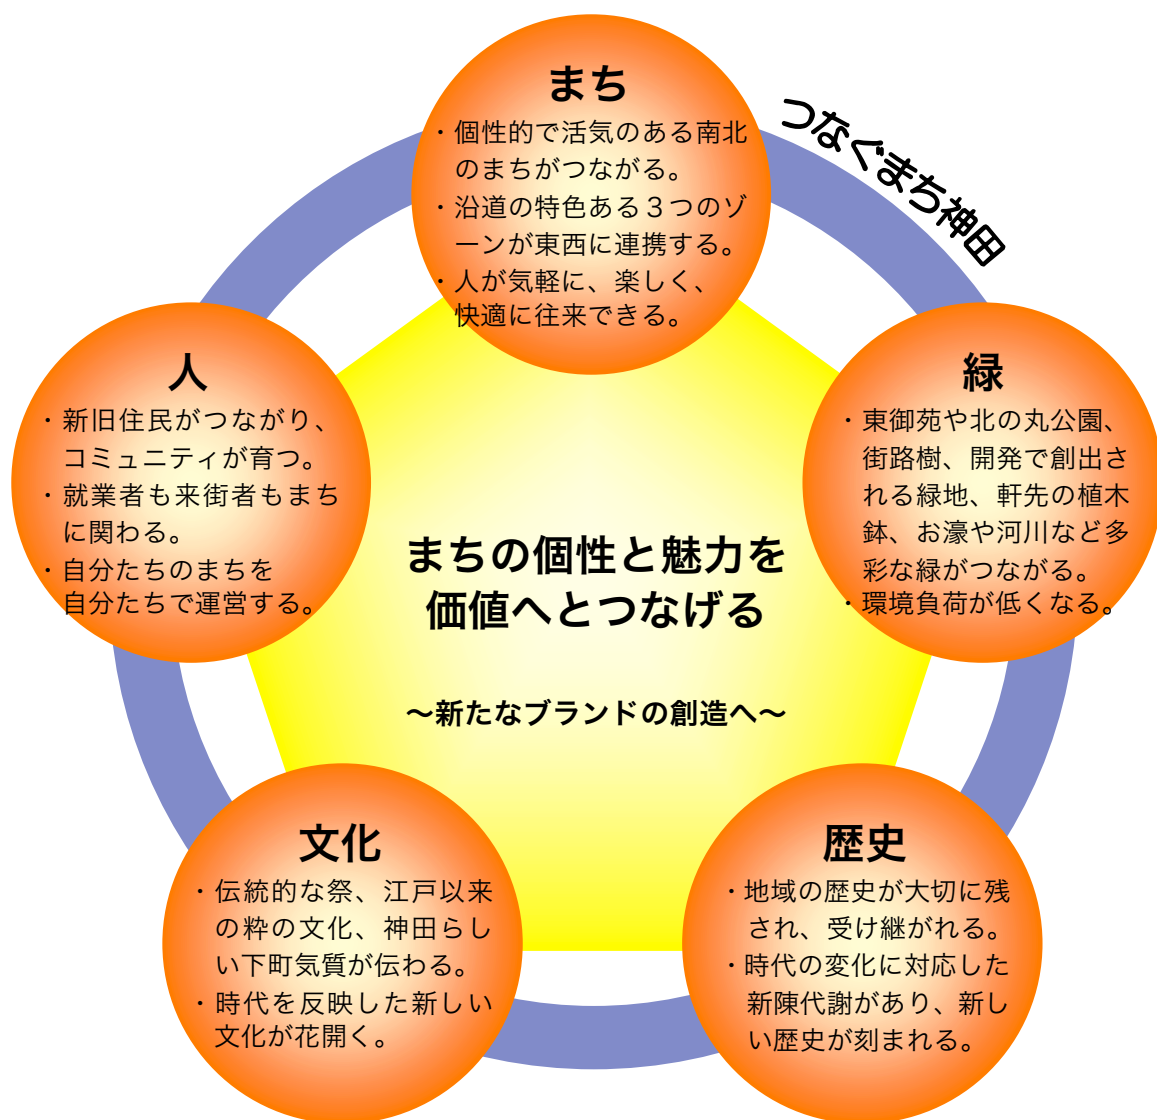 まち
・個性的で活気のある南北
のまちがつながる。
・沿道の特色ある３つのゾ
ーンが東西に連携する。
・人が気軽に、楽しく、
快適に往来できる。
つなぐまち神田
人
・新旧住民がつながり、
コミュニティが育つ。
・就業者も来街者もまち
に関わる。
・自分たちのまちを
自分たちで運営する。
緑
・東御苑や北の丸公園、
街路樹、開発で創出さ
れる緑地、軒先の植木
鉢、お濠や河川など多
彩な緑がつながる。
・環境負荷が低くなる。
まちの個性と魅力を
価値へとつなげる
～新たなブランドの創造へ～
文化
・伝統的な祭、江戸以来
の粋の文化、神田らし
い下町気質が伝わる。
・時代を反映した新しい
文化が花開く。
歴史
・地域の歴史が大切に残
され、受け継がれる。
・時代の変化に対応した
新陳代謝があり、新し
い歴史が刻まれる。